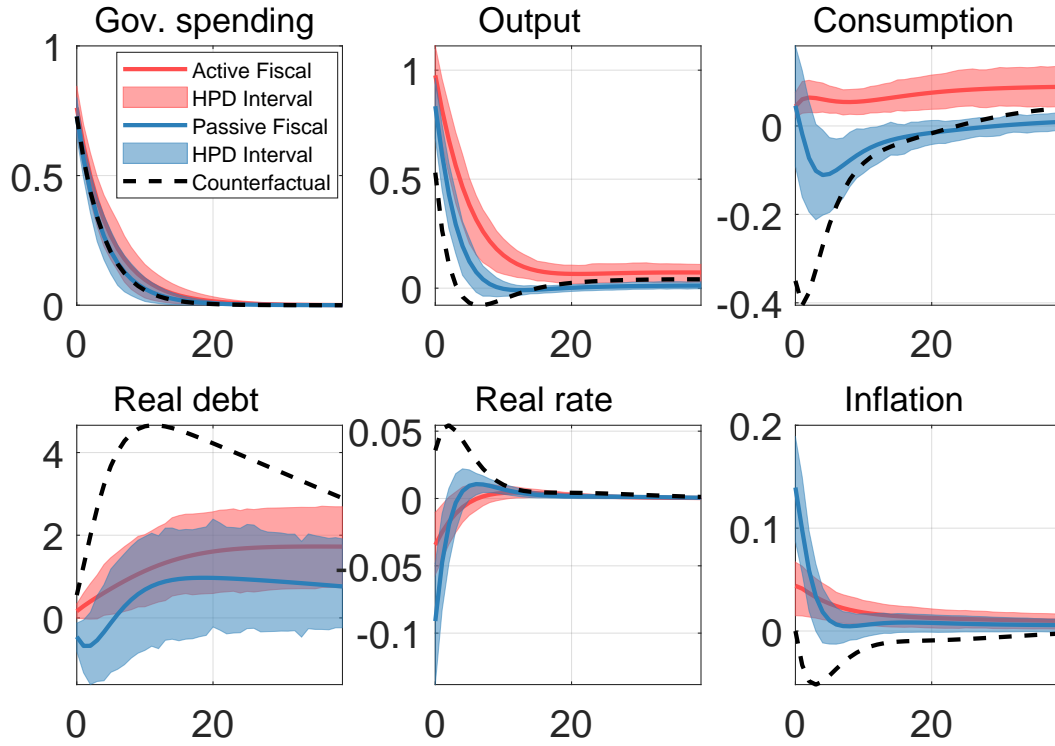 Gov. spending
1
0.5
0
0
20
Active Fiscal
HPD Interval
Passive Fiscal
HPD Interval
Counterfactual
Output
1
0.5
0
0
20
Consumption
0
-0.2
-0.4
0
20
Real debt
4
2
0
0
20
Real rate
0.05
0
-0.05
-0.1
0
20
Inflation
0.2
0.1
0
0
20